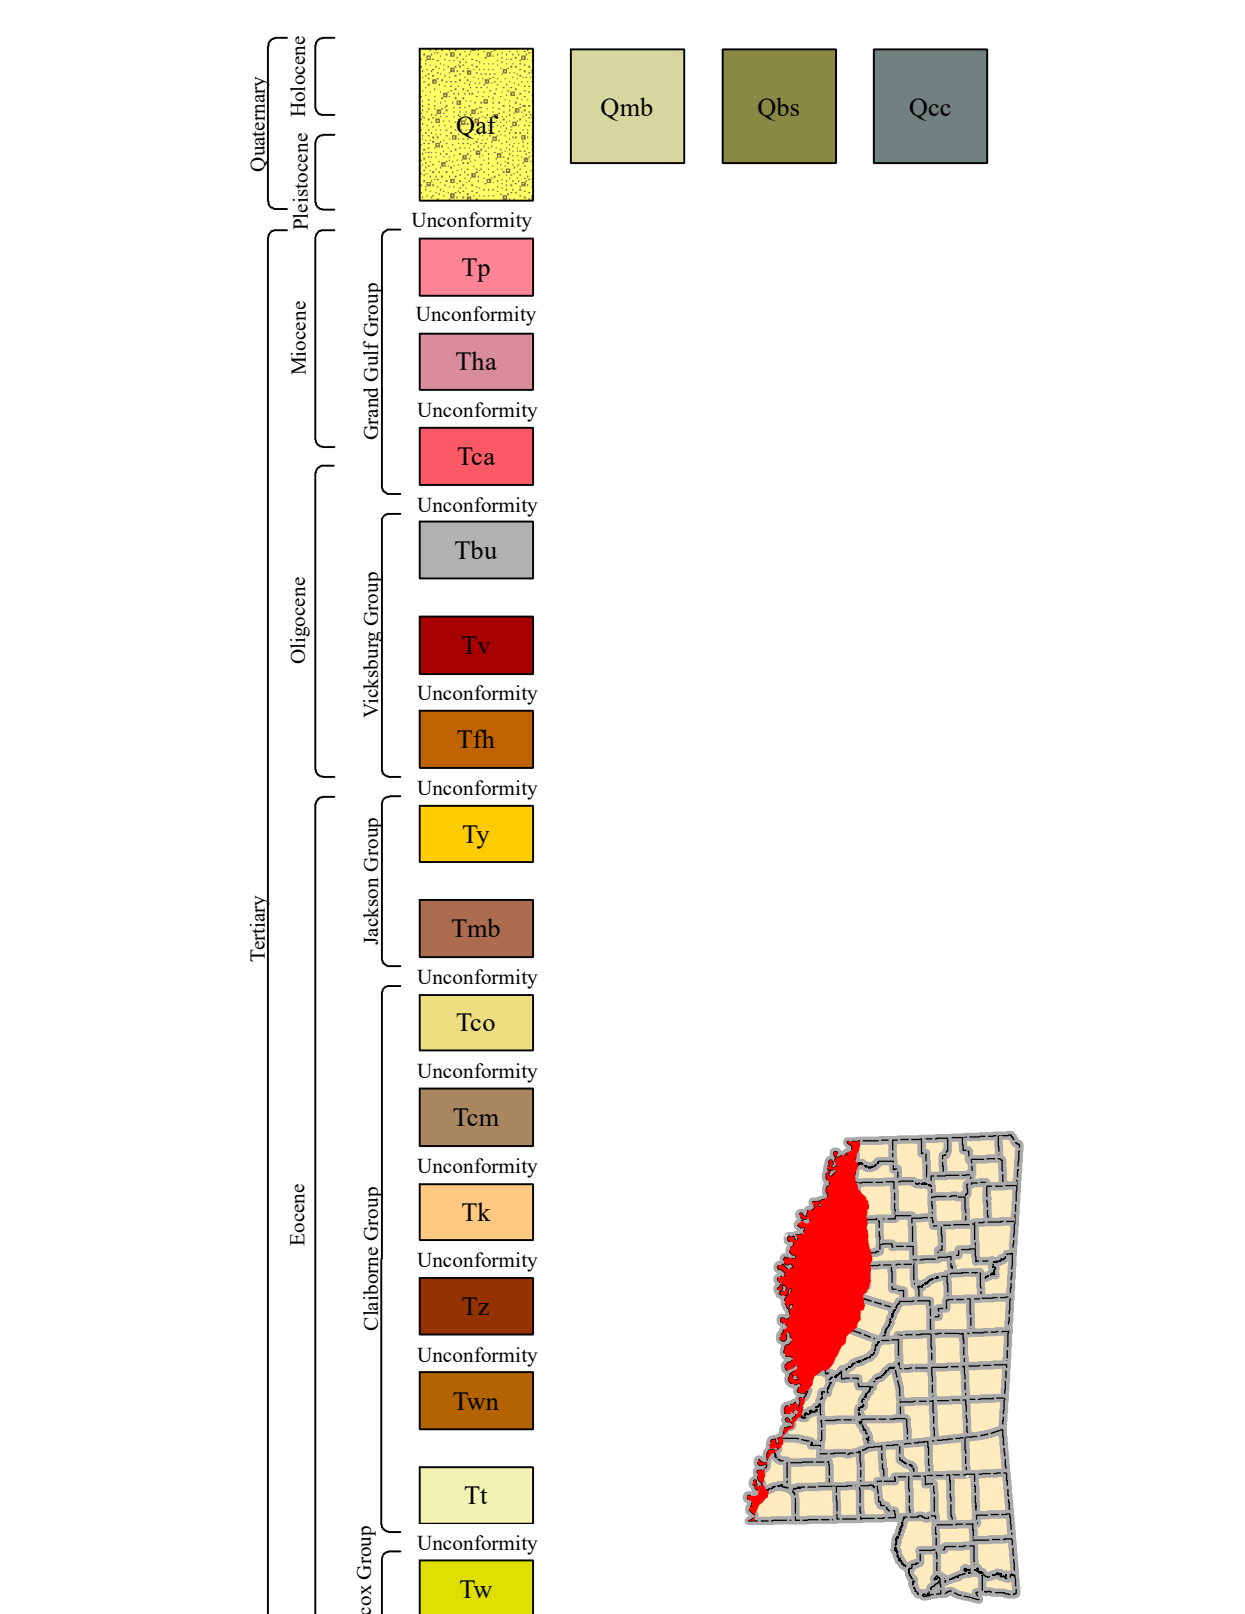 Quaternary
Holocene
Pleistocene
Qaf
Qmb
Qbs
Qcc
Unconformity
Tertiary
Miocene
Grand Gulf Group
Tp
Unconformity
Tha
Unconformity
Tca
Unconformity
Oligocene
Vicksburg Group
Tbu
Tv
Unconformity
Tfh
Unconformity
Eocene
Jackson Group
Ty
Tmb
Unconformity
Claiborne Group
Tco
Unconformity
Tcm
Unconformity
Tk
Unconformity
Tz
Unconformity
Twn
Tt
Unconformity
cox Group
Tw